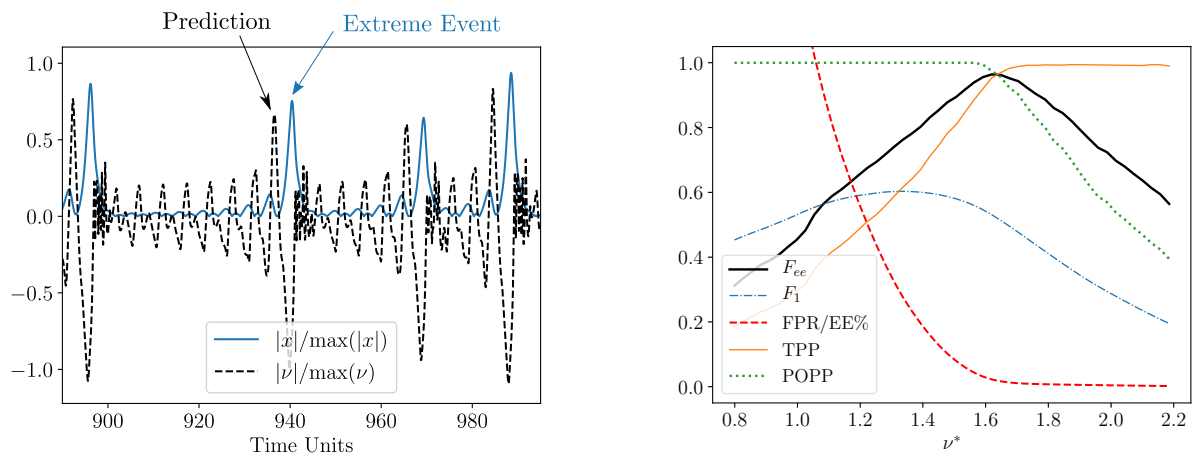 Prediction
Extreme Event
1.0
0.5
0.0
−0.5
−1.0
|x|/max(|x|)
|ν|/max(ν)
900 920 940 960 980
Time Units
1.0
0.8
0.6
0.4
0.2
0.0
F_ee
F_1
FPR/EE%
TPP
POPP
0.8 1.0 1.2 1.4 1.6 1.8 2.0 2.2
ν*